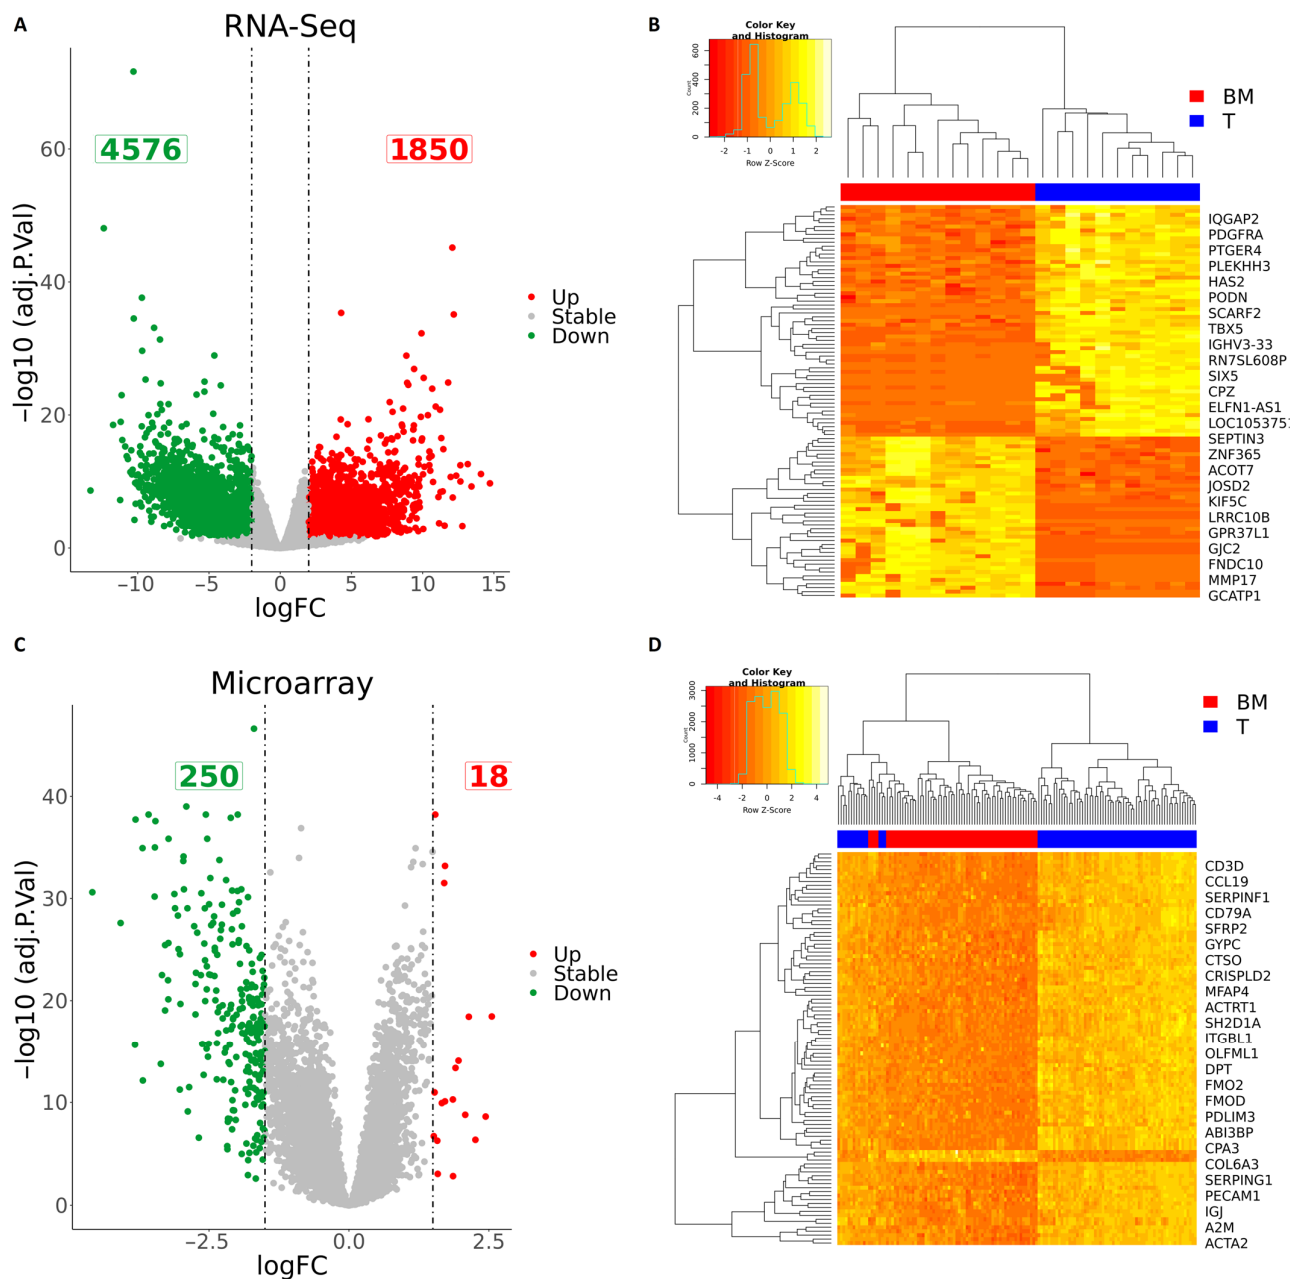 A
RNA-Seq
4576
1850
−log10 (adj.P.Val)
60
40
20
0
−10
−5
0
5
10
15
logFC
Up
Stable
Down
B
Color Key
and Histogram
Count
600
400
200
0
-2
-1
0
1
2
Row Z-Score
BM
T
IQGAP2
PDGFRA
PTGER4
PLEKHH3
HAS2
PODN
SCARF2
TBX5
IGHV3-33
RN7SL608P
SIX5
CPZ
ELFN1-AS1
LOC1053751
SEPTIN3
ZNF365
ACOT7
JOSD2
KIF5C
LRRC10B
GPR37L1
GJC2
FNDC10
MMP17
GCATP1
C
Microarray
250
18
−log10 (adj.P.Val)
40
30
20
10
0
−2.5
0.0
2.5
logFC
Up
Stable
Down
D
Color Key
and Histogram
Count
3000
2000
1000
0
-4
-2
0
2
4
Row Z-Score
BM
T
CD3D
CCL19
SERPINF1
CD79A
SFRP2
GYPC
CTSO
CRISPLD2
MFAP4
ACTRT1
SH2D1A
ITGBL1
OLFML1
DPT
FMO2
FMOD
PDLIM3
ABI3BP
CPA3
COL6A3
SERPING1
PECAM1
IGJ
A2M
ACTA2